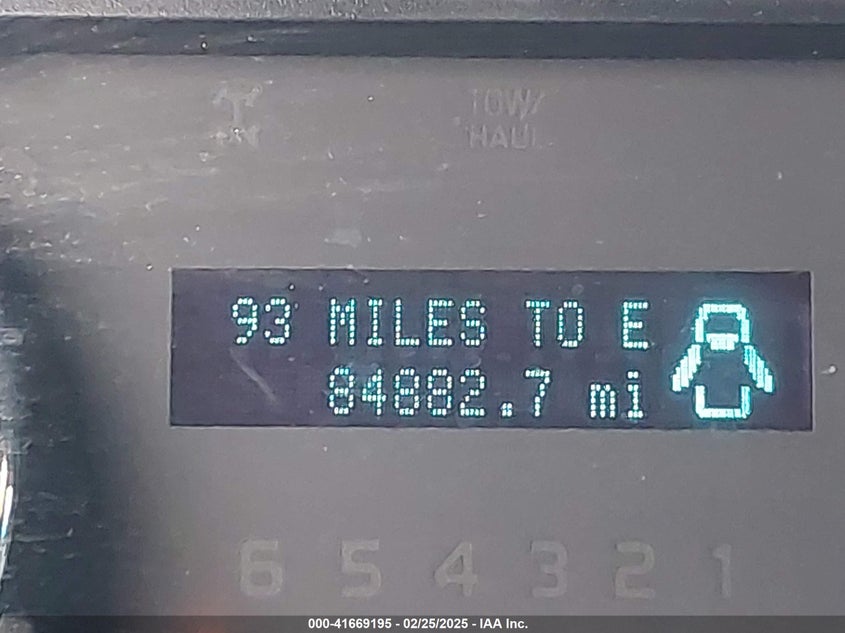 TOW/
HAUL
93 MILES TO E
84882.7 mi
6 5 4 3 2 1
000-41669195 - 02/25/2025 - IAA Inc.